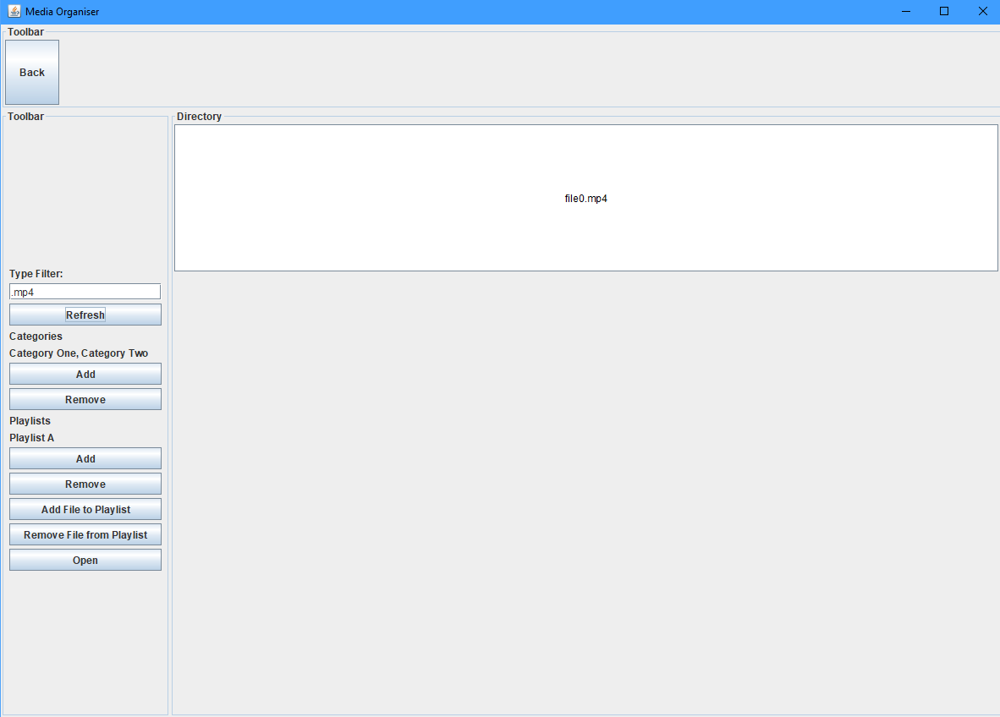 Media Organiser
Toolbar
Back
Toolbar
Type Filter:
.mp4
Refresh
Categories
Category One, Category Two
Add
Remove
Playlists
Playlist A
Add
Remove
Add File to Playlist
Remove File from Playlist
Open
Directory
file0.mp4